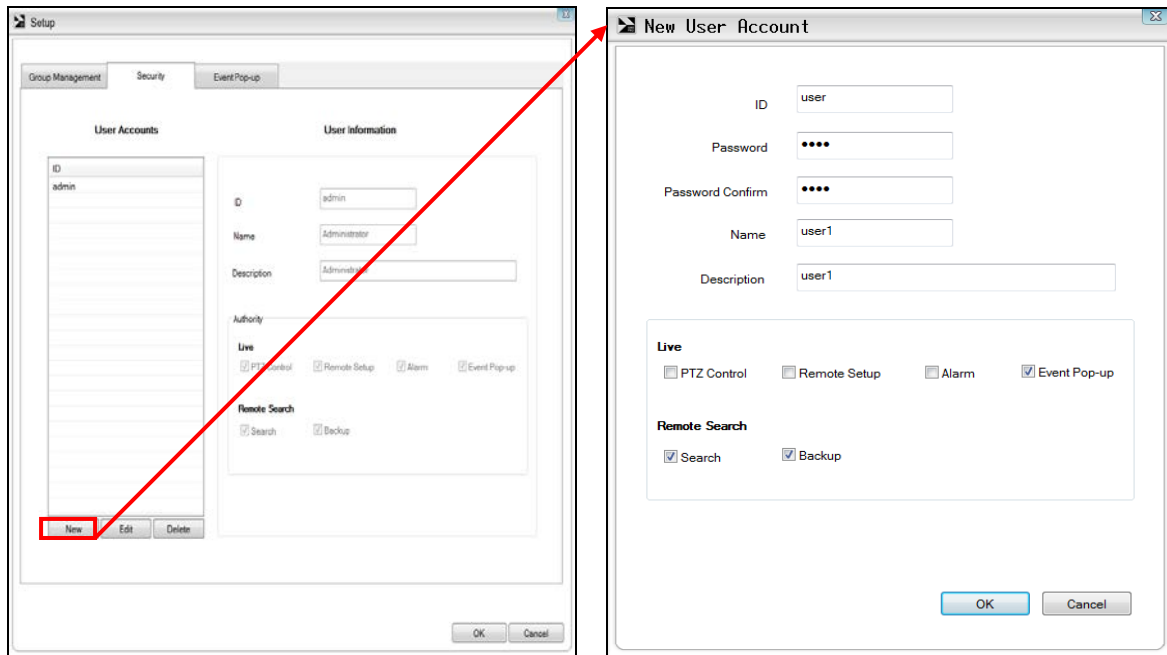 Setup
Group Management Security Event Pop-up
User Accounts User Information
ID
admin
ID admin
Name Administrator
Description Administrator
Authority
Live
PTZ Control Remote Setup Alarm Event Pop-up
Remote Search
Search Backup
New Edit Delete
OK Cancel
New User Account
ID user
Password ••••
Password Confirm ••••
Name user1
Description user1
Live
PTZ Control Remote Setup Alarm Event Pop-up
Remote Search
Search Backup
OK Cancel